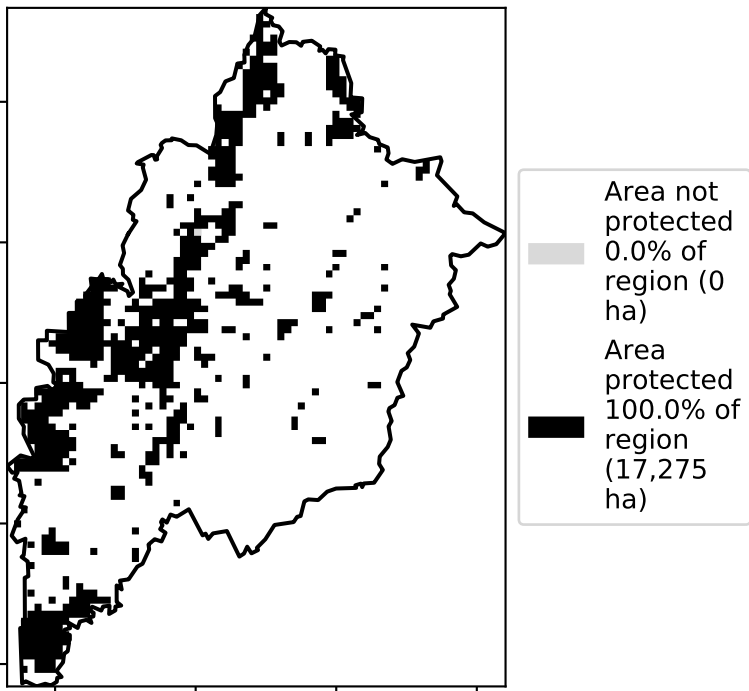 Area not
protected
0.0% of
region (0
ha)
Area
protected
100.0% of
region
(17,275
ha)